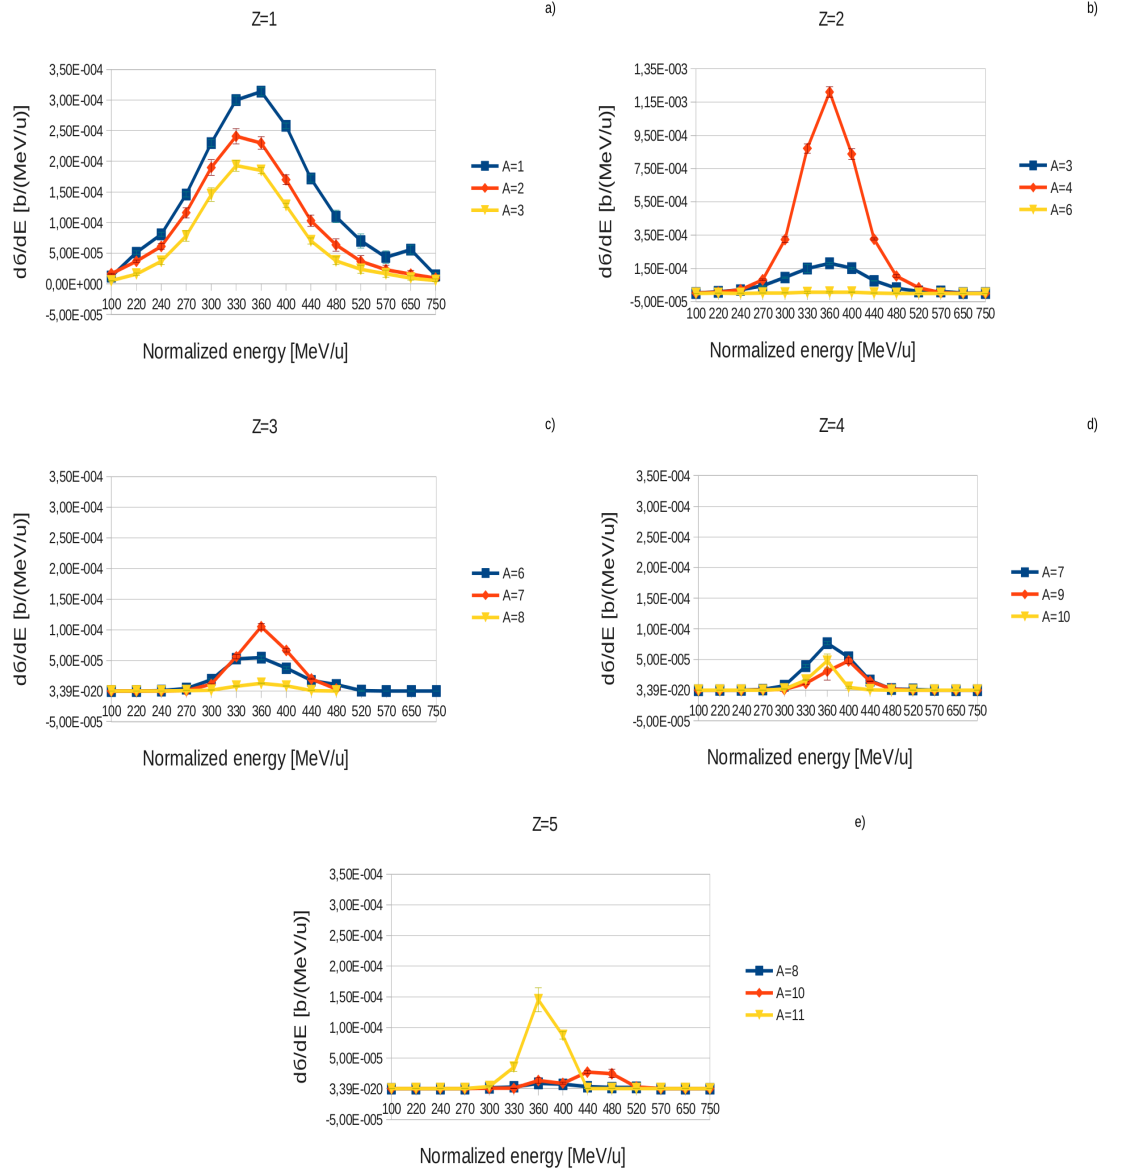 Z=1
a)
3,50E-004
3,00E-004
2,50E-004
2,00E-004
1,50E-004
1,00E-004
5,00E-005
0,00E+000
-5,00E-005
100 220 240 270 300 330 360 400 440 480 520 570 650 750
dϬ/dE [b/(MeV/u)]
Normalized energy [MeV/u]
A=1
A=2
A=3
Z=2
b)
1,35E-003
1,15E-003
9,50E-004
7,50E-004
5,50E-004
3,50E-004
1,50E-004
-5,00E-005
100 220 240 270 300 330 360 400 440 480 520 570 650 750
dϬ/dE [b/(MeV/u)]
Normalized energy [MeV/u]
A=3
A=4
A=6
Z=3
c)
3,50E-004
3,00E-004
2,50E-004
2,00E-004
1,50E-004
1,00E-004
5,00E-005
3,39E-020
-5,00E-005
100 220 240 270 300 330 360 400 440 480 520 570 650 750
dϬ/dE [b/(MeV/u)]
Normalized energy [MeV/u]
A=6
A=7
A=8
Z=4
d)
3,50E-004
3,00E-004
2,50E-004
2,00E-004
1,50E-004
1,00E-004
5,00E-005
3,39E-020
-5,00E-005
100 220 240 270 300 330 360 400 440 480 520 570 650 750
dϬ/dE [b/(MeV/u)]
Normalized energy [MeV/u]
A=7
A=9
A=10
Z=5
e)
3,50E-004
3,00E-004
2,50E-004
2,00E-004
1,50E-004
1,00E-004
5,00E-005
3,39E-020
-5,00E-005
100 220 240 270 300 330 360 400 440 480 520 570 650 750
dϬ/dE [b/(MeV/u)]
Normalized energy [MeV/u]
A=8
A=10
A=11